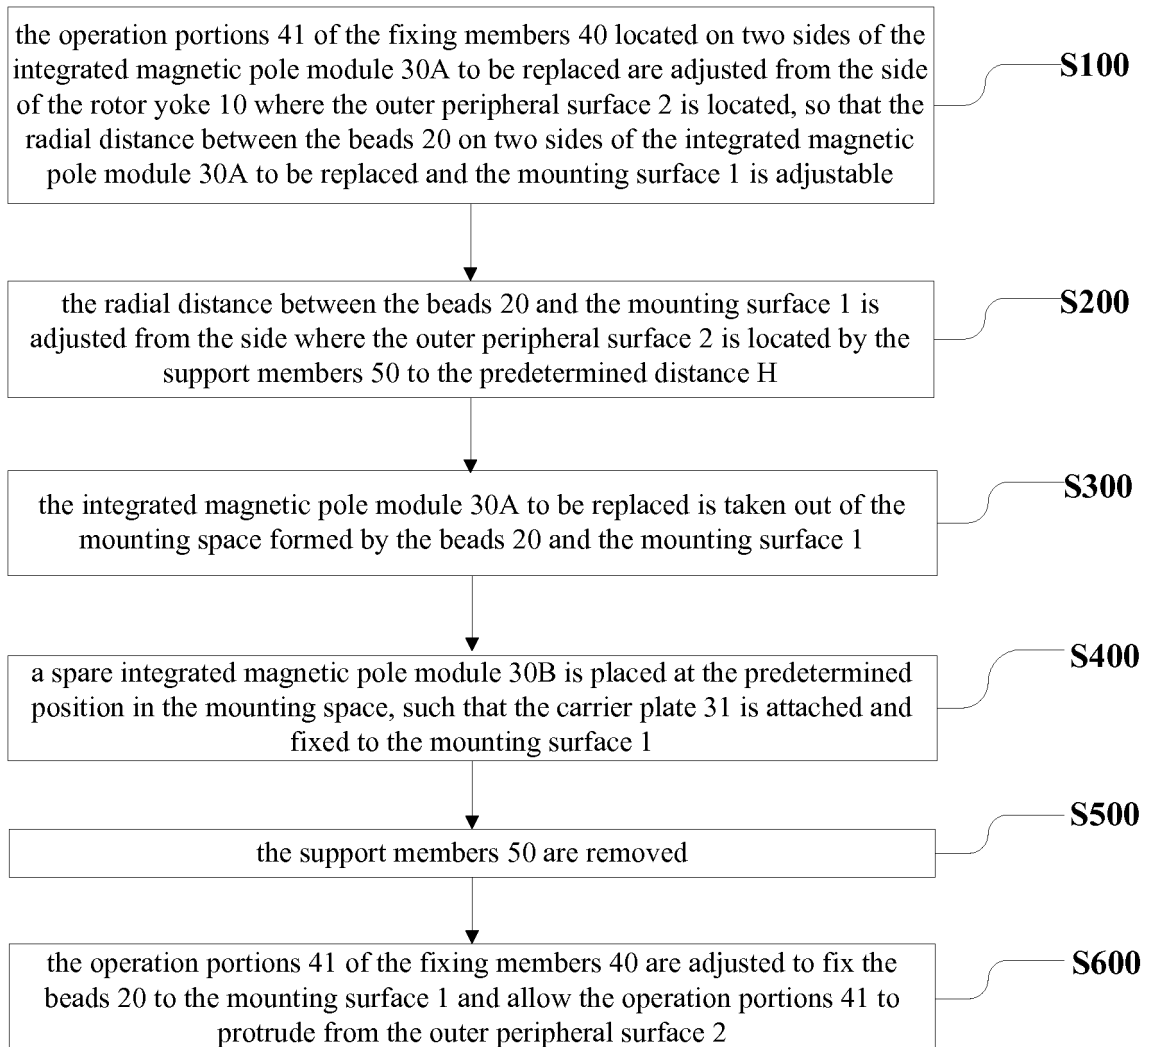 the operation portions 41 of the fixing members 40 located on two sides of the
integrated magnetic pole module 30A to be replaced are adjusted from the side
of the rotor yoke 10 where the outer peripheral surface 2 is located, so that the
radial distance between the beads 20 on two sides of the integrated magnetic
pole module 30A to be replaced and the mounting surface 1 is adjustable
S100
the radial distance between the beads 20 and the mounting surface 1 is
adjusted from the side where the outer peripheral surface 2 is located by the
support members 50 to the predetermined distance H
S200
the integrated magnetic pole module 30A to be replaced is taken out of the
mounting space formed by the beads 20 and the mounting surface 1
S300
a spare integrated magnetic pole module 30B is placed at the predetermined
position in the mounting space, such that the carrier plate 31 is attached and
fixed to the mounting surface 1
S400
the support members 50 are removed
S500
the operation portions 41 of the fixing members 40 are adjusted to fix the
beads 20 to the mounting surface 1 and allow the operation portions 41 to
protrude from the outer peripheral surface 2
S600